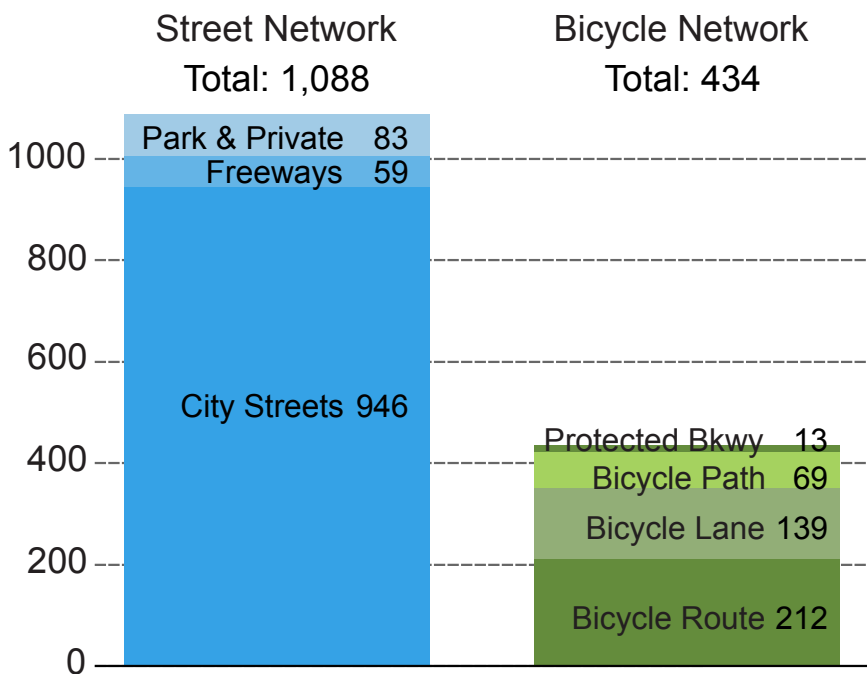 Street Network
Total: 1,088
Bicycle Network
Total: 434
1000
800
600
400
200
0
Park & Private 83
Freeways 59
City Streets 946
Protected Bkwy 13
Bicycle Path 69
Bicycle Lane 139
Bicycle Route 212